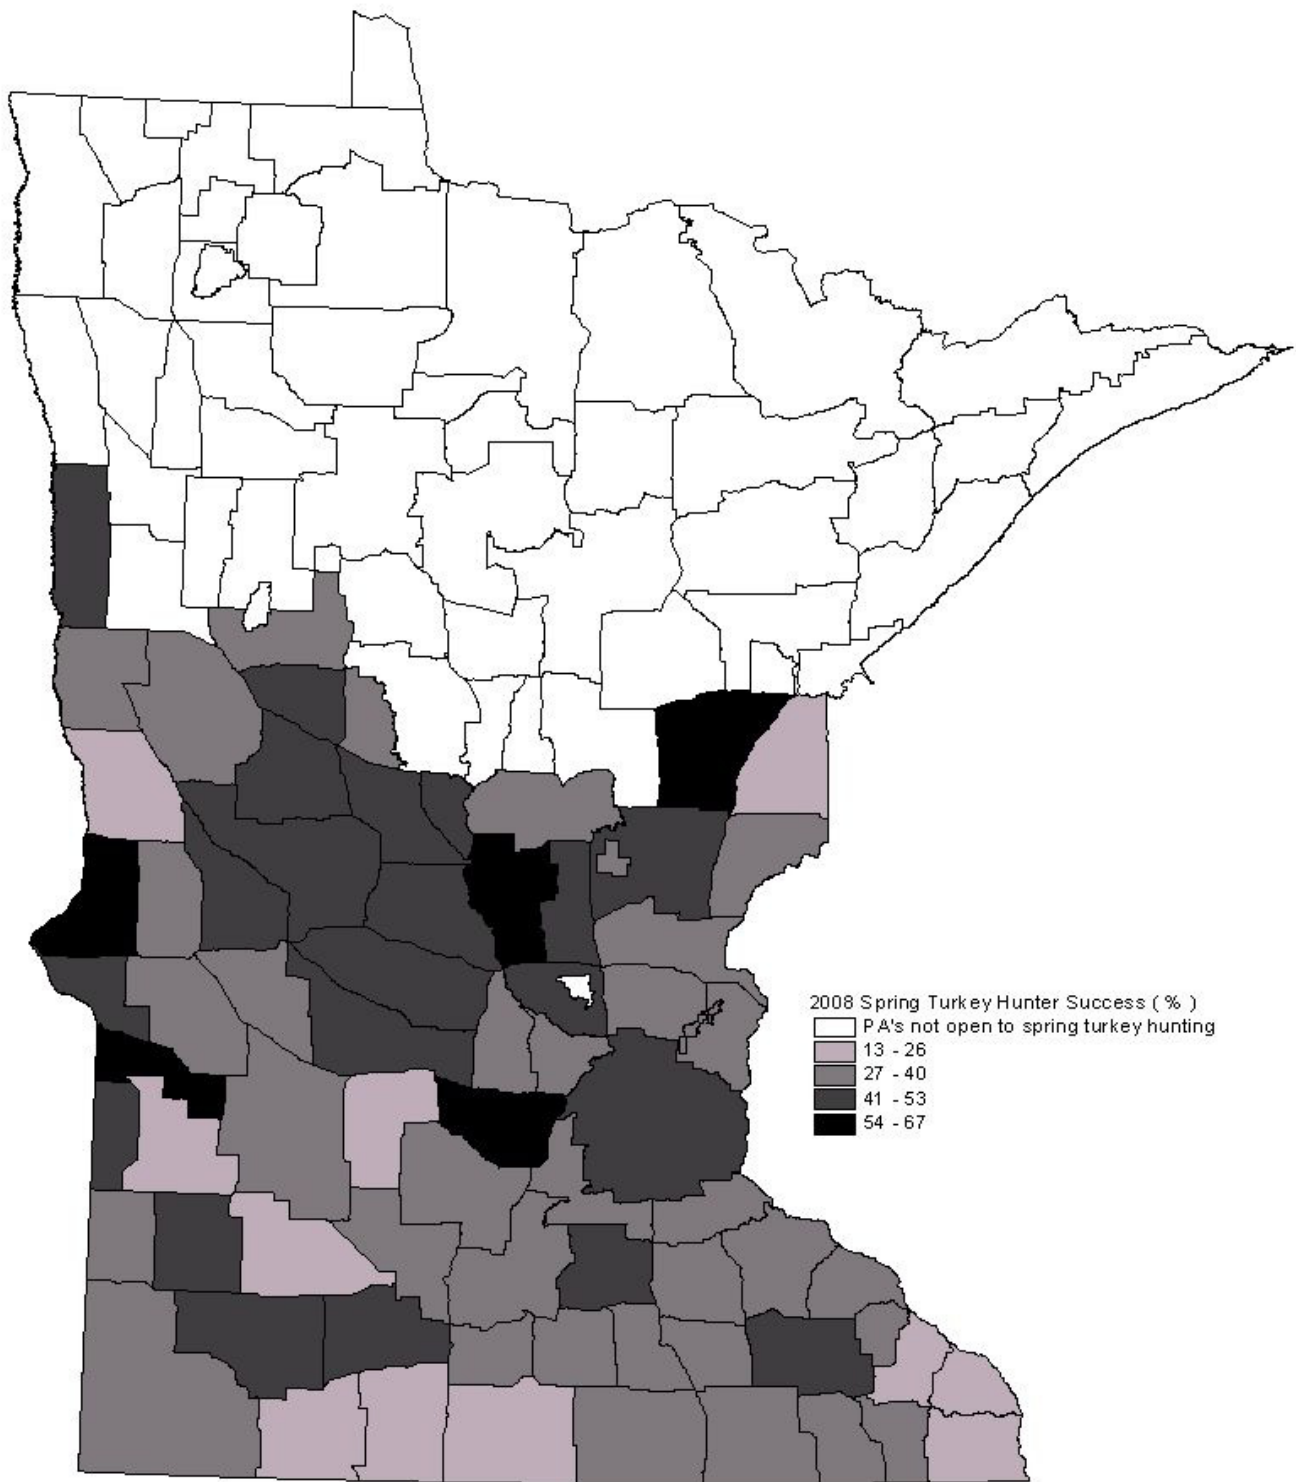 2008 Spring Turkey Hunter Success ( % )
PA's not open to spring turkey hunting
13 - 26
27 - 40
41 - 53
54 - 67